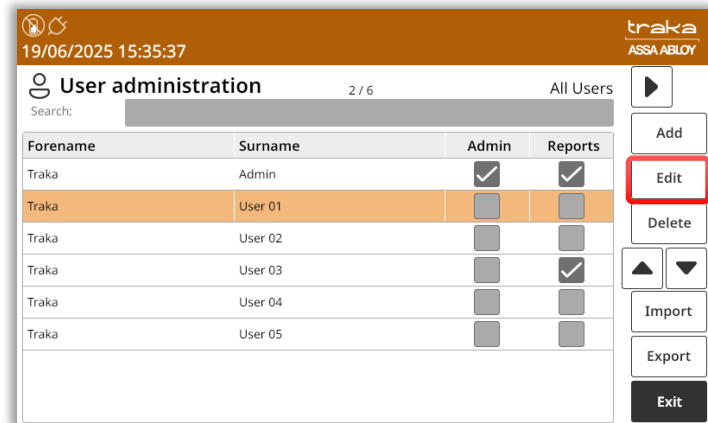 traka
19/06/2025 15:35:37
ASSA ABLOY
User administration
2 / 6
All Users
Search:
Forename Surname Admin Reports
Traka Admin
Traka User 01
Traka User 02
Traka User 03
Traka User 04
Traka User 05
Add
Edit
Delete
Import
Export
Exit